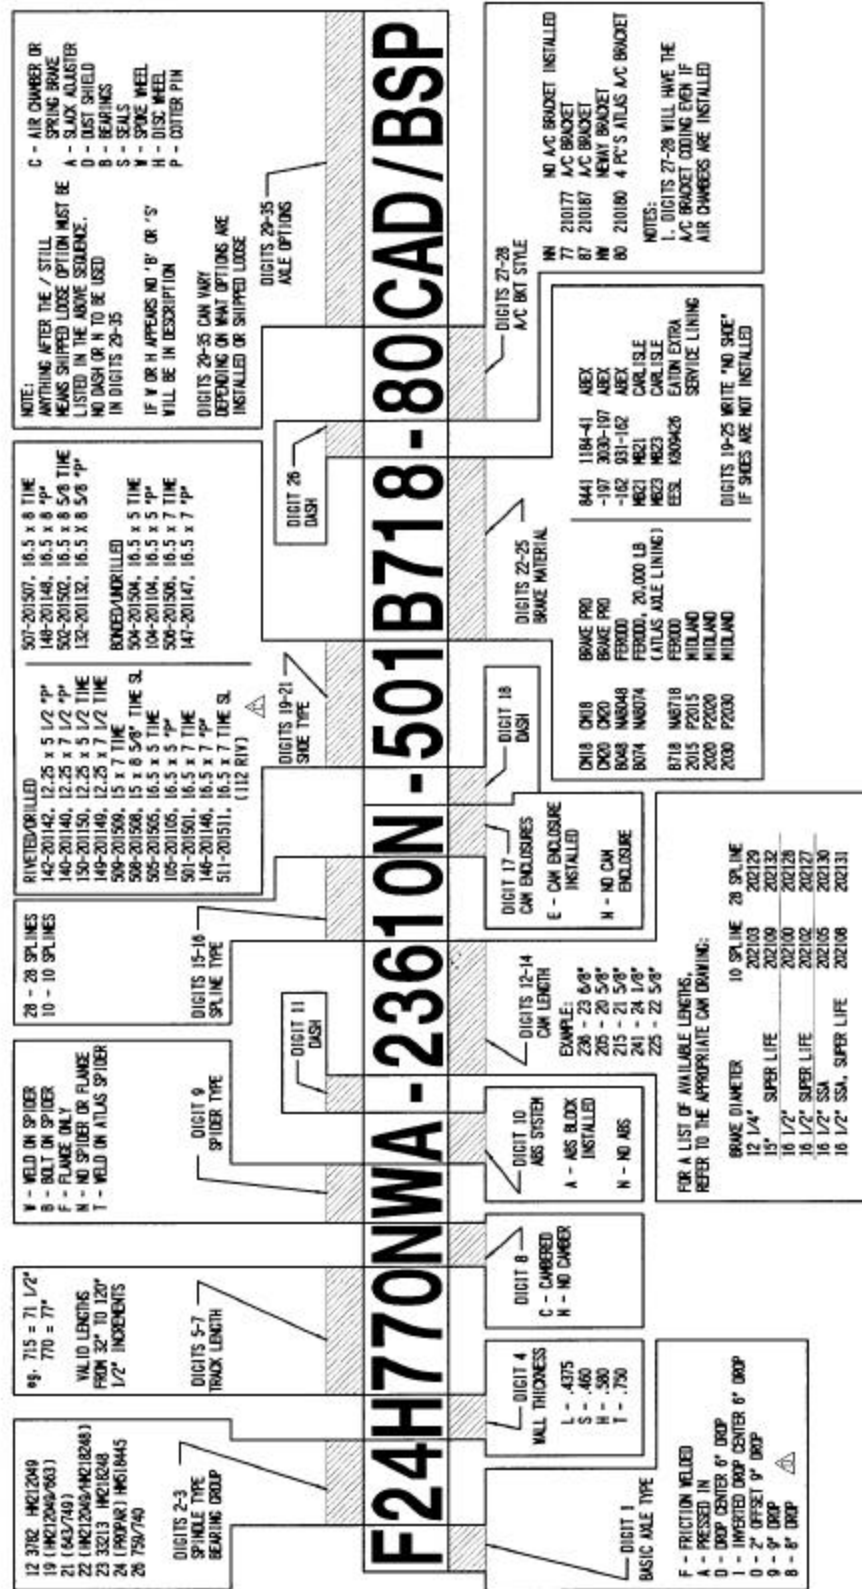 F24H770NWA-23610N-501B718-80CAD/BSP
12 3782 HM212049
19 (HM212049/663)
21 (643/749)
22 (HM212049/HM218248)
23 33213 HM218248
24 (PROPAR) HM518445
26 759/740
DIGITS 2-3
SPINDLE TYPE
BEARING GROUP
eg. 715 = 71 1/2"
770 = 77"
VALID LENGTHS
FROM 32" TO 120"
1/2" INCREMENTS
DIGITS 5-7
TRACK LENGTH
W - WELD ON SPIDER
B - BOLT ON SPIDER
F - FLANGE ONLY
N - NO SPIDER OR FLANGE
T - WELD ON ATLAS SPIDER
DIGIT 9
SPIDER TYPE
DIGIT 11
DASH
28 - 28 SPLINES
10 - 10 SPLINES
DIGITS 15-16
SPLINE TYPE
RIVETED/DRILLED
142-201142, 12.25 x 5 1/2 "P"
140-201140, 12.25 x 7 1/2 "P"
150-201150, 12.25 x 5 1/2 TIME
149-201149, 12.25 x 7 1/2 TIME
509-201509, 15 x 7 TIME
508-201508, 15 x 8 5/8" TIME SL
505-201505, 16.5 x 5 TIME
105-201105, 16.5 x 5 "P"
501-201501, 16.5 x 7 TIME
146-201146, 16.5 x 7 "P"
511-201511, 16.5 x 7 TIME SL
(112 RIV)
507-201507, 16.5 x 8 TIME
148-201148, 16.5 x 8 "P"
502-201502, 16.5 x 8 5/8 TIME
132-201132, 16.5 x 8 5/8 "P"
BONDED/UNDRILLED
504-201504, 16.5 x 5 TIME
104-201104, 16.5 x 5 "P"
506-201506, 16.5 x 7 TIME
147-201147, 16.5 x 7 "P"
DIGITS 19-21
SHOE TYPE
DIGIT 26
DASH
NOTE:
ANYTHING AFTER THE / STILL
MEANS SHIPPED LOOSE OPTION MUST BE
LISTED IN THE ABOVE SEQUENCE.
NO DASH OR N TO BE USED
IN DIGITS 29-35
IF W OR H APPEARS NO 'B' OR 'S'
WILL BE IN DESCRIPTION
DIGITS 29-35 CAN VARY
DEPENDING ON WHAT OPTIONS ARE
INSTALLED OR SHIPPED LOOSE
C - AIR CHAMBER OR
SPRING BRAKE
A - SLACK ADJUSTER
D - DUST SHIELD
B - BEARINGS
S - SEALS
W - SPOKE WHEEL
H - DISC WHEEL
P - COTTER PIN
DIGITS 29-35
AXLE OPTIONS
DIGIT 1
BASIC AXLE TYPE
F - FRICTION WELDED
A - PRESSED IN
D - DROP CENTER 6" DROP
I - INVERTED DROP CENTER 6" DROP
O - 2" OFFSET 9" DROP
9 - 9" DROP
8 - 8" DROP
DIGIT 4
WALL THICKNESS
L - .4375
S - .460
H - .580
T - .750
DIGIT 8
C - CAMBERED
N - NO CAMBER
DIGIT 10
ABS SYSTEM
A - ABS BLOCK
INSTALLED
N - NO ABS
DIGITS 12-14
CAM LENGTH
EXAMPLE:
236 - 23 6/8"
205 - 20 5/8"
215 - 21 5/8"
241 - 24 1/8"
225 - 22 5/8"
FOR A LIST OF AVAILABLE LENGTHS,
REFER TO THE APPROPRIATE CAM DRAWING:
BRAKE DIAMETER 10 SPLINE 28 SPLINE
12 1/4" 202103 202129
15" SUPER LIFE 202109 202132
16 1/2" 202100 202128
16 1/2" SUPER LIFE 202102 202127
16 1/2" SSA 202105 202130
16 1/2" SSA, SUPER LIFE 202108 202131
DIGIT 17
CAM ENCLOSURES
E - CAM ENCLOSURE
INSTALLED
N - NO CAM
ENCLOSURE
DIGIT 18
DASH
DIGITS 22-25
BRAKE MATERIAL
CM18 CM18 BRAKE PRO
CM20 CM20 BRAKE PRO
B048 NAB048 FERODO
B074 NAB074 FERODO, 20,000 LB
(ATLAS AXLE LINING)
B718 NAB718 FERODO
2015 P2015 MIDLAND
2020 P2020 MIDLAND
2030 P2030 MIDLAND
8441 1184-41 ABEX
-197 3030-197 ABEX
-162 931-162 ABEX
MB21 MB21 CARLISLE
MB23 MB23 CARLISLE
EESL K809426 EATON EXTRA
SERVICE LINING
DIGITS 19-25 WRITE "NO SHOE"
IF SHOES ARE NOT INSTALLED
DIGITS 27-28
A/C BKT STYLE
NN NO A/C BRACKET INSTALLED
77 210177 A/C BRACKET
87 210187 A/C BRACKET
NW NEWAY BRACKET
80 210180 4 PC'S ATLAS A/C BRACKET
NOTES:
1. DIGITS 27-28 WILL HAVE THE
A/C BRACKET CODING EVEN IF
AIR CHAMBERS ARE INSTALLED